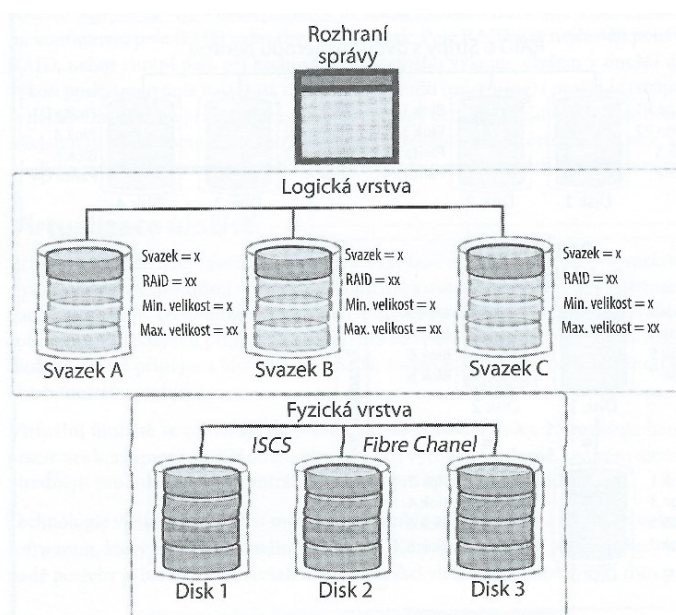 Rozhraní
správy
Logická vrstva
Svazek = x
RAID = xx
Min. velikost = x
Max. velikost = xx
Svazek A
Svazek = x
RAID = xx
Min. velikost = x
Max. velikost = xx
Svazek B
Svazek = x
RAID = xx
Min. velikost = x
Max. velikost = xx
Svazek C
Fyzická vrstva
ISCS
Fibre Chanel
Disk 1
Disk 2
Disk 3